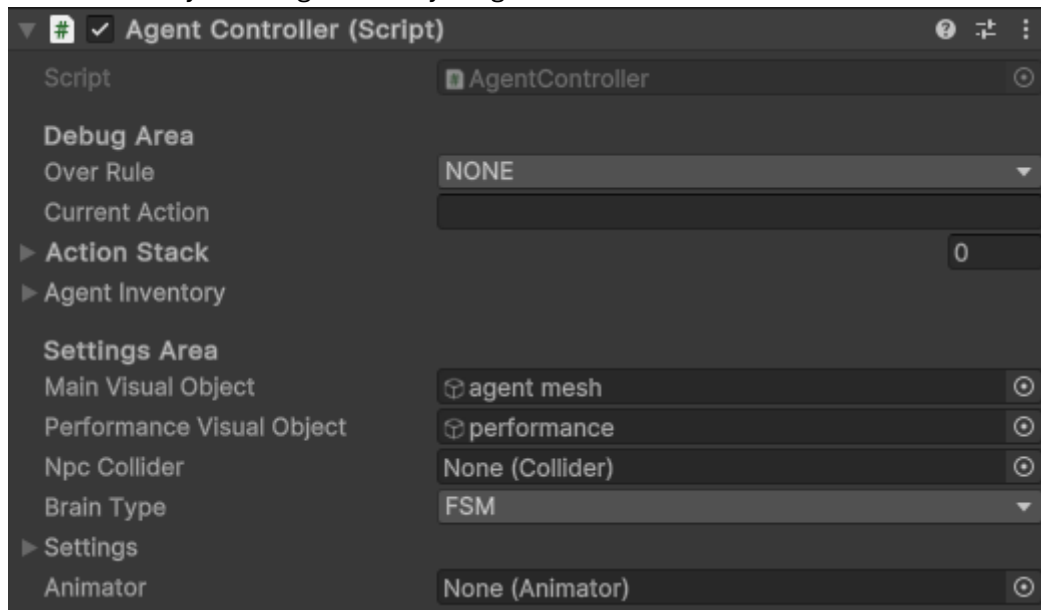 Agent Controller (Script)
Script AgentController
Debug Area
Over Rule NONE
Current Action
Action Stack 0
Agent Inventory
Settings Area
Main Visual Object agent mesh
Performance Visual Object performance
Npc Collider None (Collider)
Brain Type FSM
Settings
Animator None (Animator)